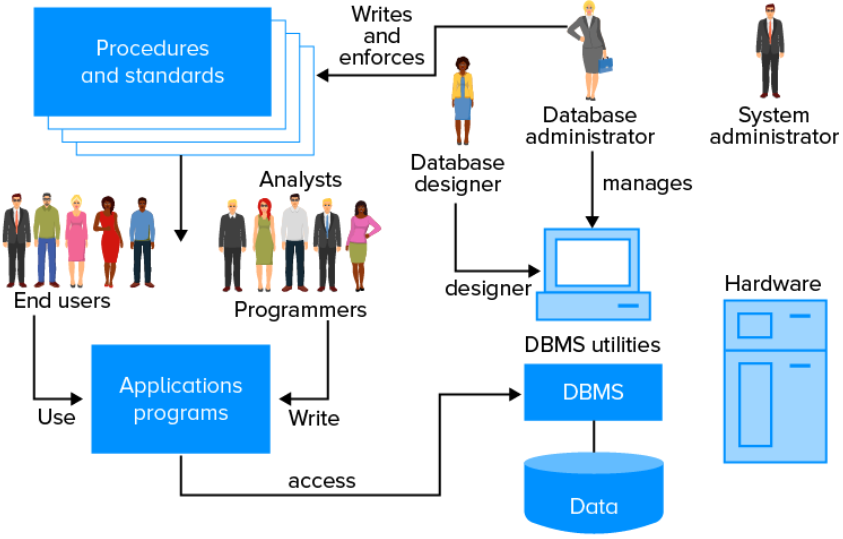 Procedures
and standards
Writes
and
enforces
Database
administrator
System
administrator
Database
designer
manages
Analysts
designer
End users
Programmers
Hardware
DBMS utilities
Applications
programs
DBMS
Use
Write
access
Data